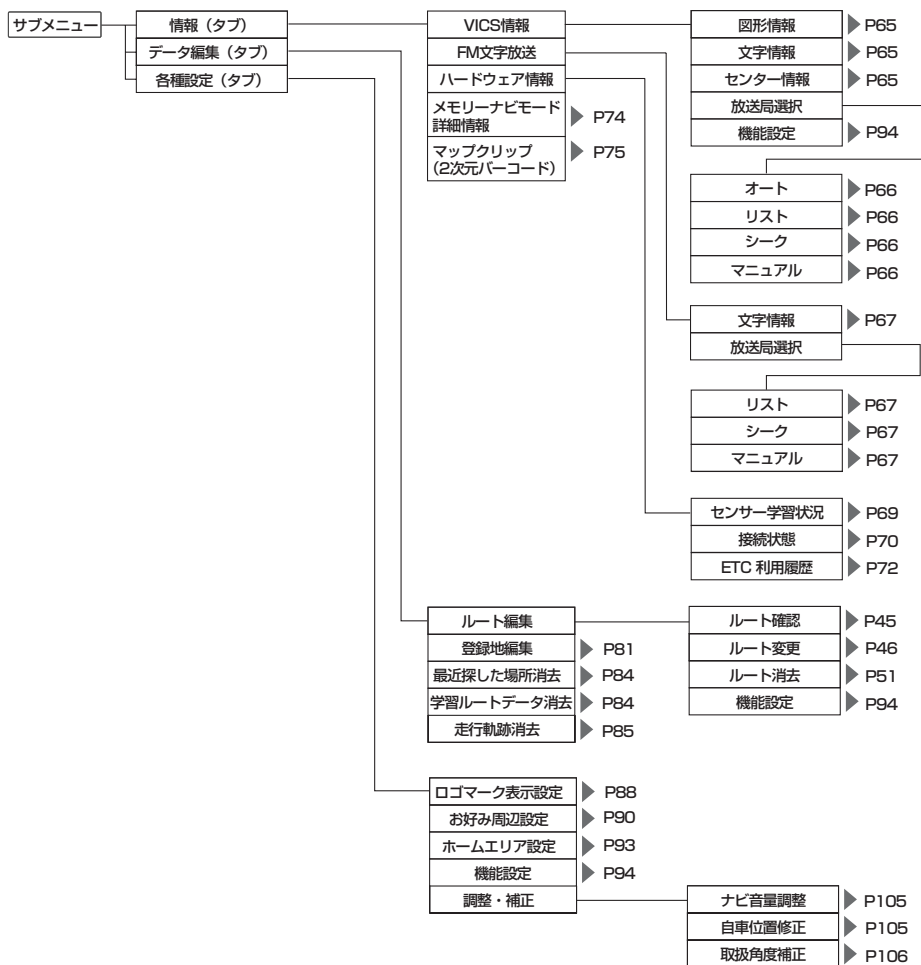 サブメニュー
情報（タブ）
データ編集（タブ）
各種設定（タブ）
VICS情報
FM文字放送
ハードウェア情報
メモリーナビモード
詳細情報
P74
マップクリップ
（2次元バーコード）
P75
図形情報 P65
文字情報 P65
センター情報 P65
放送局選択
機能設定 P94
オート P66
リスト P66
シーク P66
マニュアル P66
文字情報 P67
放送局選択
リスト P67
シーク P67
マニュアル P67
センサー学習状況 P69
接続状態 P70
ETC 利用履歴 P72
ルート編集
登録地編集 P81
最近探した場所消去 P84
学習ルートデータ消去 P84
走行軌跡消去 P85
ルート確認 P45
ルート変更 P46
ルート消去 P51
機能設定 P94
ロゴマーク表示設定 P88
お好み周辺設定 P90
ホームエリア設定 P93
機能設定 P94
調整・補正
ナビ音量調整 P105
自車位置修正 P105
取扱角度補正 P106